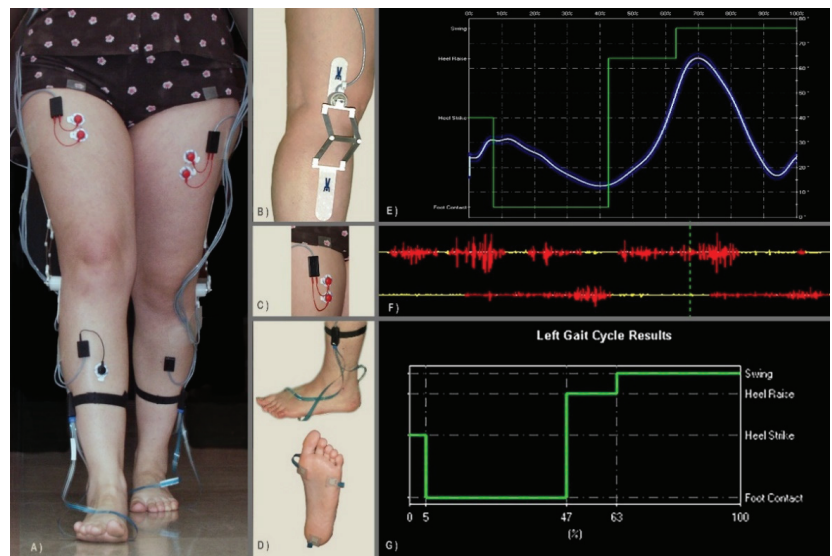 A)
B)
C)
D)
E)
0% 10% 20% 30% 40% 50% 60% 70% 80% 90% 100%
Swing
Heel Raise
Heel Strike
Foot Contact
80°
70°
60°
50°
40°
30°
20°
10°
0°
F)
Left Gait Cycle Results
Swing
Heel Raise
Heel Strike
Foot Contact
0 5 47 63 100
(%)
G)